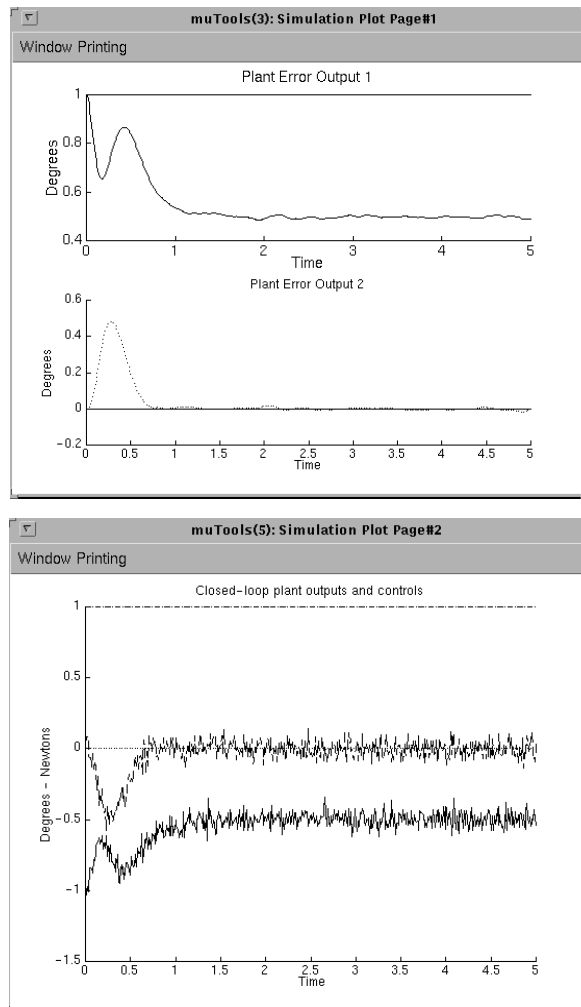 muTools(3): Simulation Plot Page#1
Window Printing
Plant Error Output 1
1
0.8
0.6
0.4
Degrees
0 1 2 3 4 5
Time
Plant Error Output 2
0.6
0.4
0.2
0
-0.2
Degrees
0 0.5 1 1.5 2 2.5 3 3.5 4 4.5 5
Time
muTools(5): Simulation Plot Page#2
Window Printing
Closed-loop plant outputs and controls
1
0.5
0
-0.5
-1
-1.5
Degrees - Newtons
0 0.5 1 1.5 2 2.5 3 3.5 4 4.5 5
Time